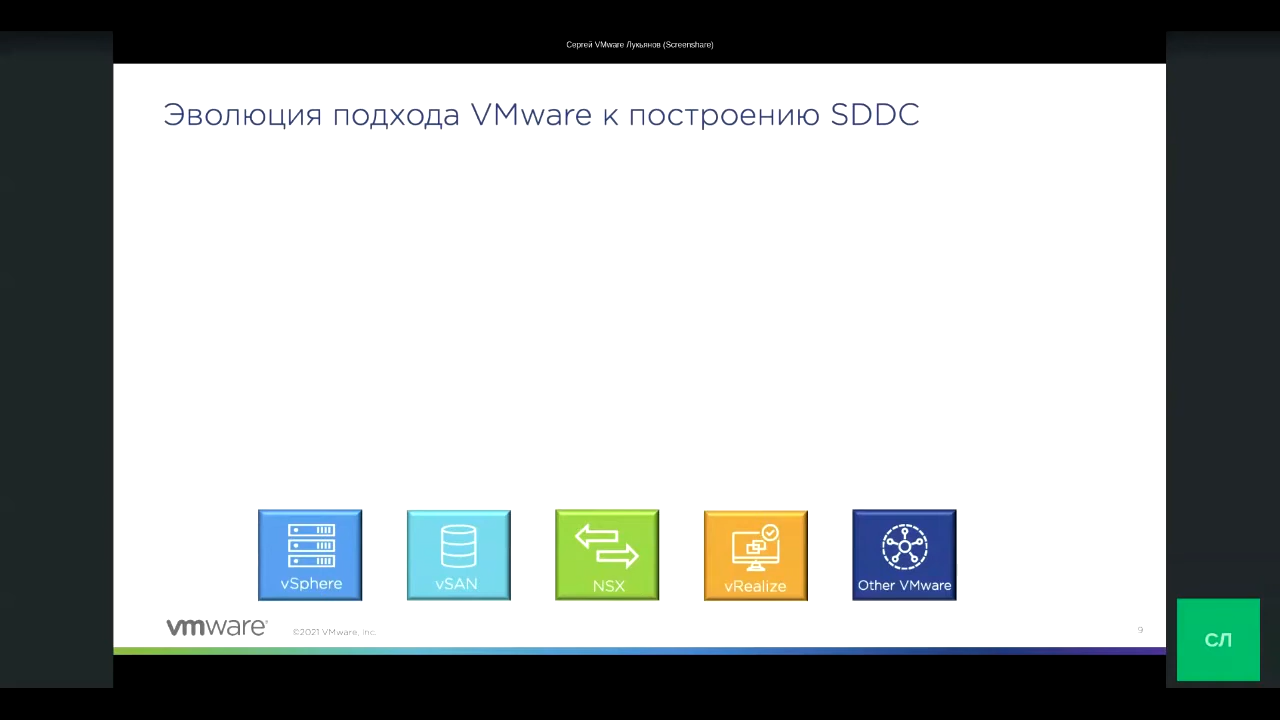 Сергей VMware Лукьянов (Screenshare)
Эволюция подхода VMware к построению SDDC
vSphere
vSAN
NSX
vRealize
Other VMware
vmware®
©2021 VMware, Inc.
9
СЛ